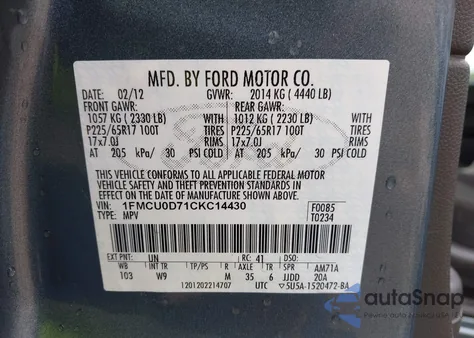 MFD. BY FORD MOTOR CO.
DATE: 02/12 GVWR: 2014 KG ( 4440 LB)
FRONT GAWR: REAR GAWR:
1057 KG ( 2330 LB) 1012 KG ( 2230 LB)
P225/65R17 100T TIRES P225/65R17 100T TIRES
17x7.0J RIMS 17x7.0J RIMS
AT 205 kPa/ 30 PSI COLD AT 205 kPa/ 30 PSI COLD
THIS VEHICLE CONFORMS TO ALL APPLICABLE FEDERAL MOTOR
VEHICLE SAFETY AND THEFT PREVENTION STANDARDS IN
EFFECT ON THE DATE OF MANUFACTURE SHOWN ABOVE.
VIN: 1FMCU0D71CKC14430 F0085
TYPE: MPV T0234
EXT PNT: UN RC: 41 DSO:
WB INT TR TP/PS R AXLE TR SPR AM71A
103 W9 M 35 6 JJDD 20A
1201202214707 UTC 5U5A-1520472-BA
autoSnap